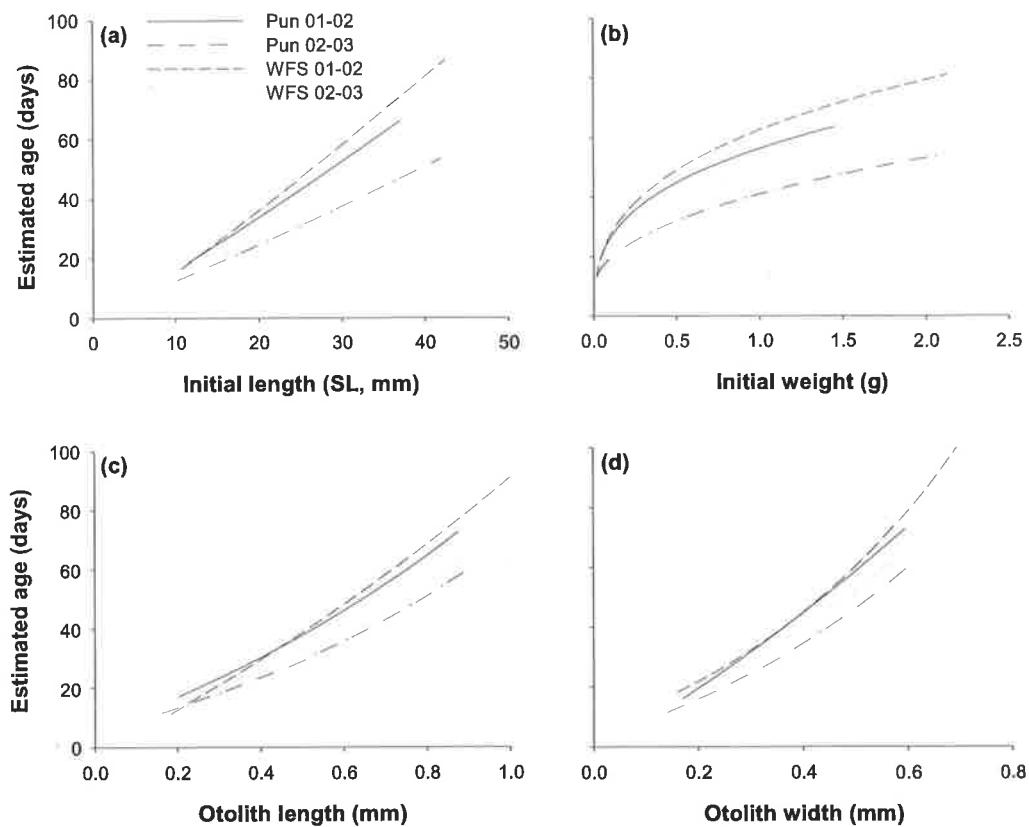 (a)
Pun 01-02
Pun 02-03
WFS 01-02
WFS 02-03
100
80
60
40
20
0
Estimated age (days)
0 10 20 30 40 50
Initial length (SL, mm)
(b)
0.0 0.5 1.0 1.5 2.0 2.5
Initial weight (g)
(c)
100
80
60
40
20
0
Estimated age (days)
0.0 0.2 0.4 0.6 0.8 1.0
Otolith length (mm)
(d)
0.0 0.2 0.4 0.6 0.8
Otolith width (mm)